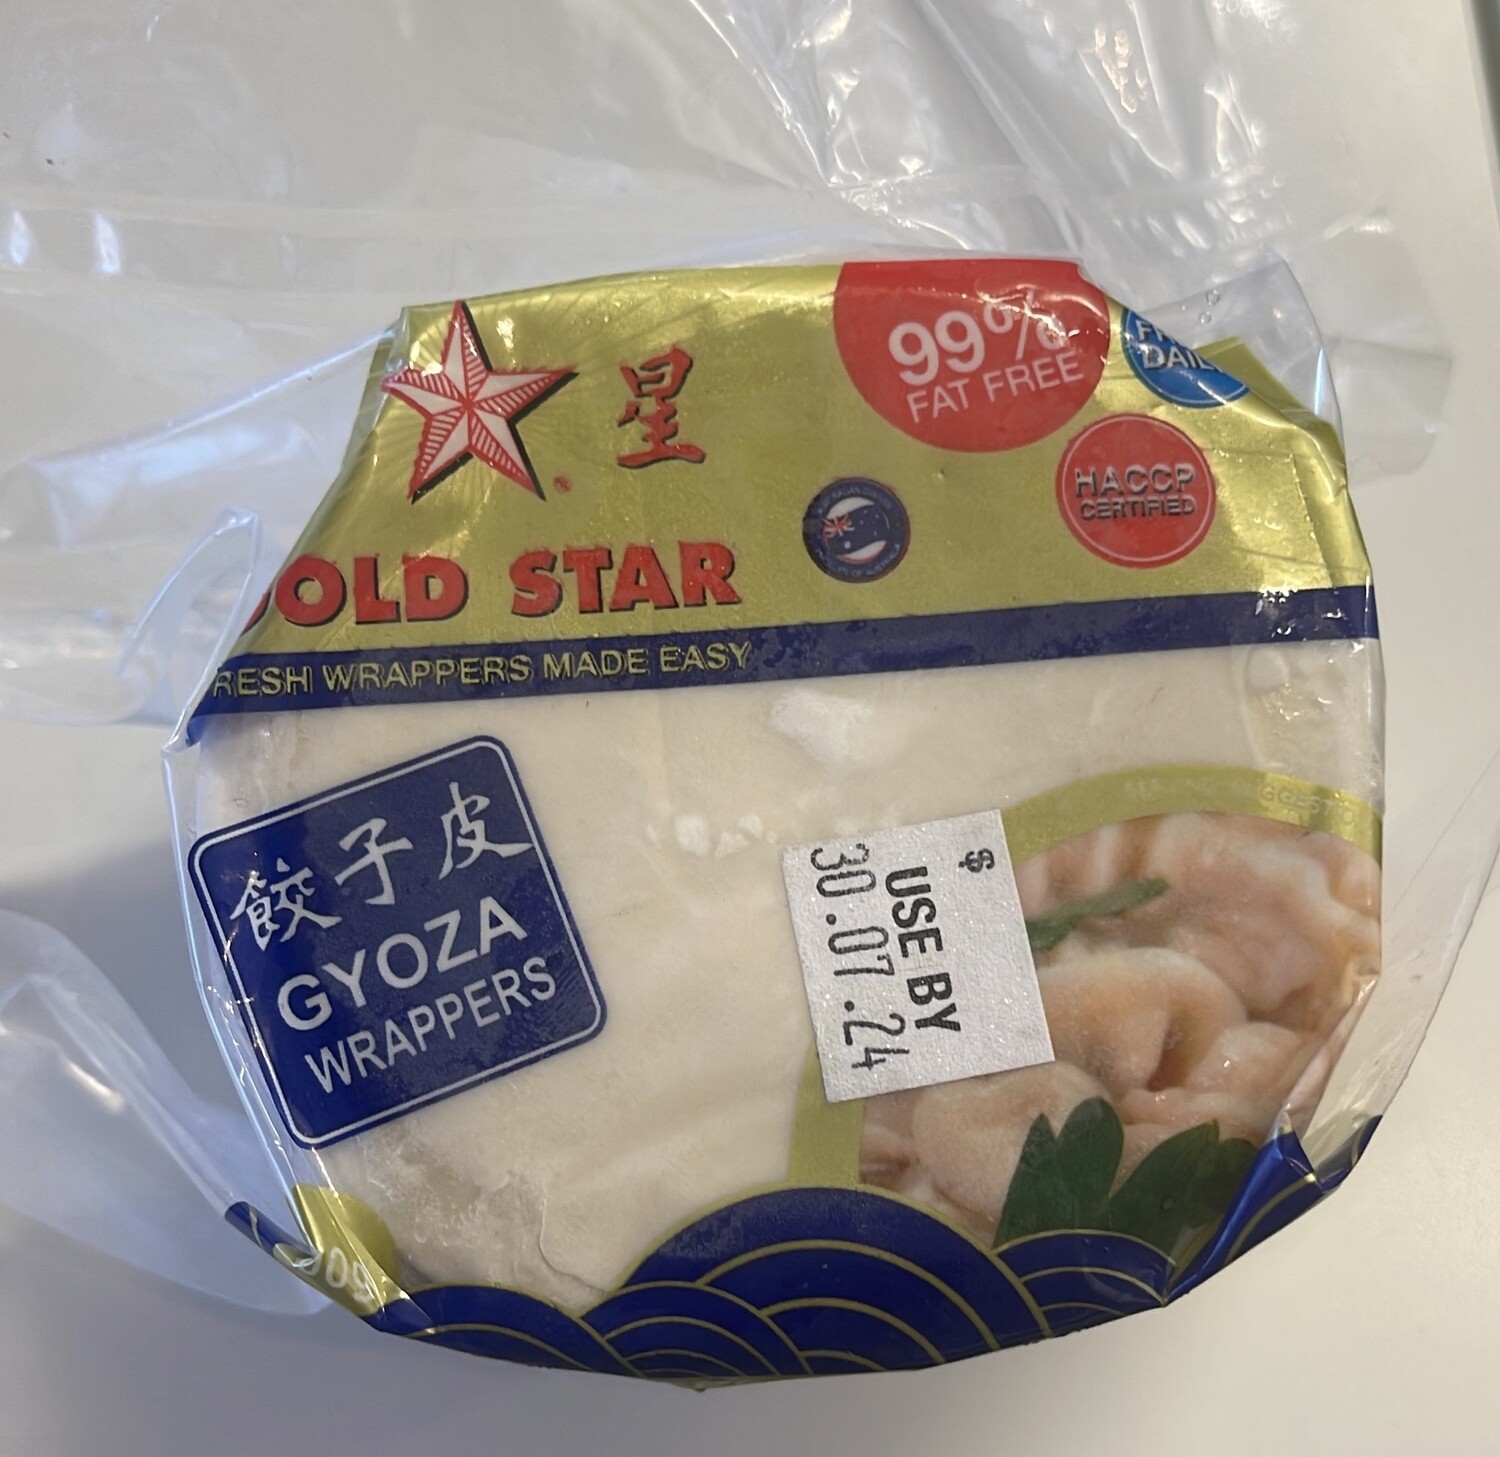 星
99%
FAT FREE
HACCP
CERTIFIED
OLD STAR
RESH WRAPPERS MADE EASY
餃子皮
GYOZA
WRAPPERS
$
USE BY
30.07.24